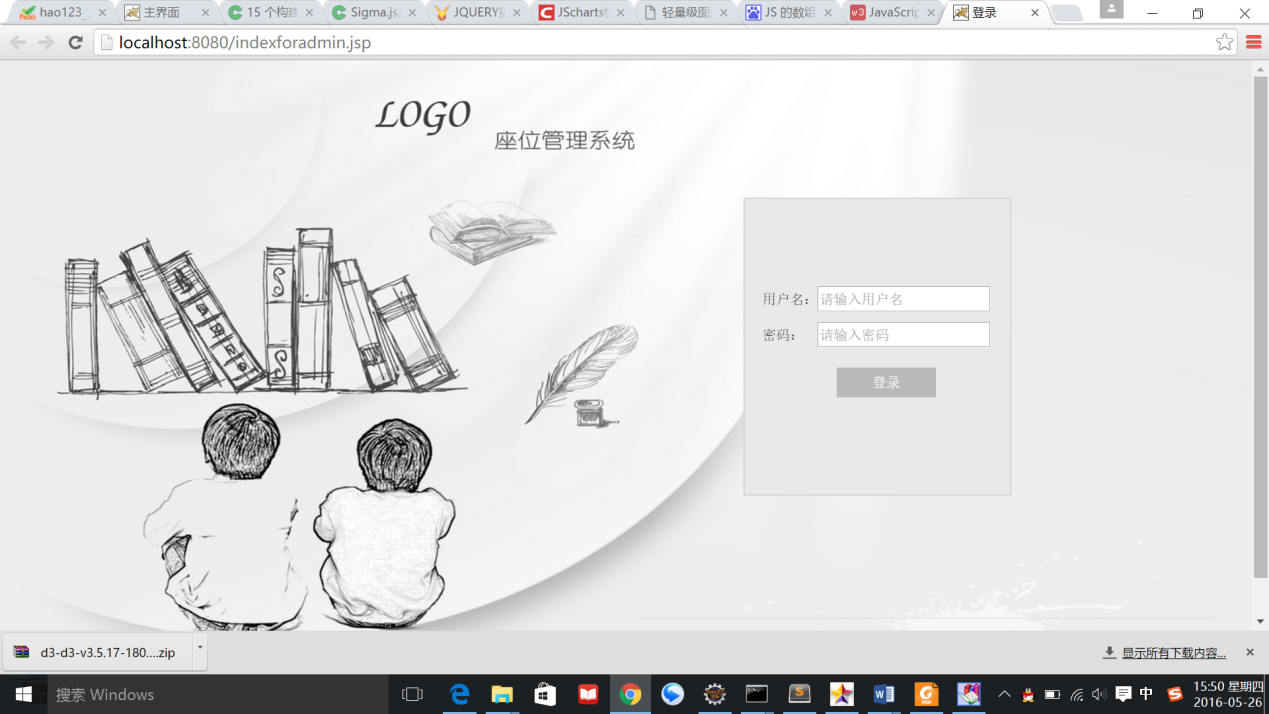 hao123_
主界面
15 个构建
Sigma.js
JQUERY
JScharts
轻量级图
JS 的数组
w3 JavaScrip
登录
localhost:8080/indexforadmin.jsp
LOGO
座位管理系统
用户名： 请输入用户名
密码： 请输入密码
登录
d3-d3-v3.5.17-180....zip
显示所有下载内容...
搜索 Windows
中
15:50 星期四
2016-05-26